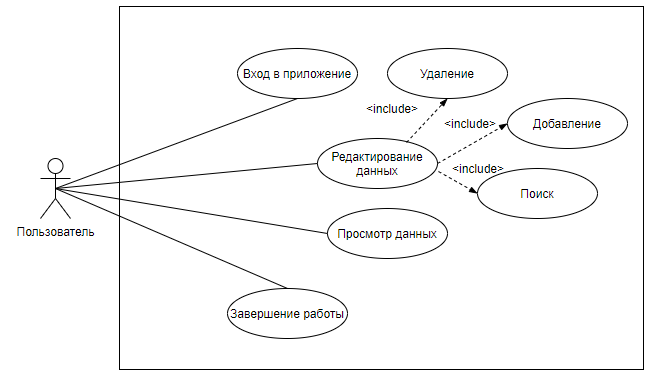 Вход в приложение
Удаление
<include>
<include>
Добавление
Редактирование
данных
<include>
Поиск
Пользователь
Просмотр данных
Завершение работы